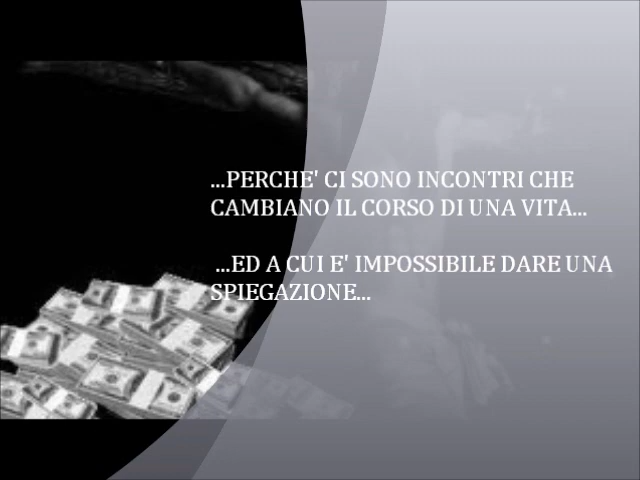 ...PERCHE' CI SONO INCONTRI CHE
CAMBIANO IL CORSO DI UNA VITA...
...ED A CUI E' IMPOSSIBILE DARE UNA
SPIEGAZIONE...